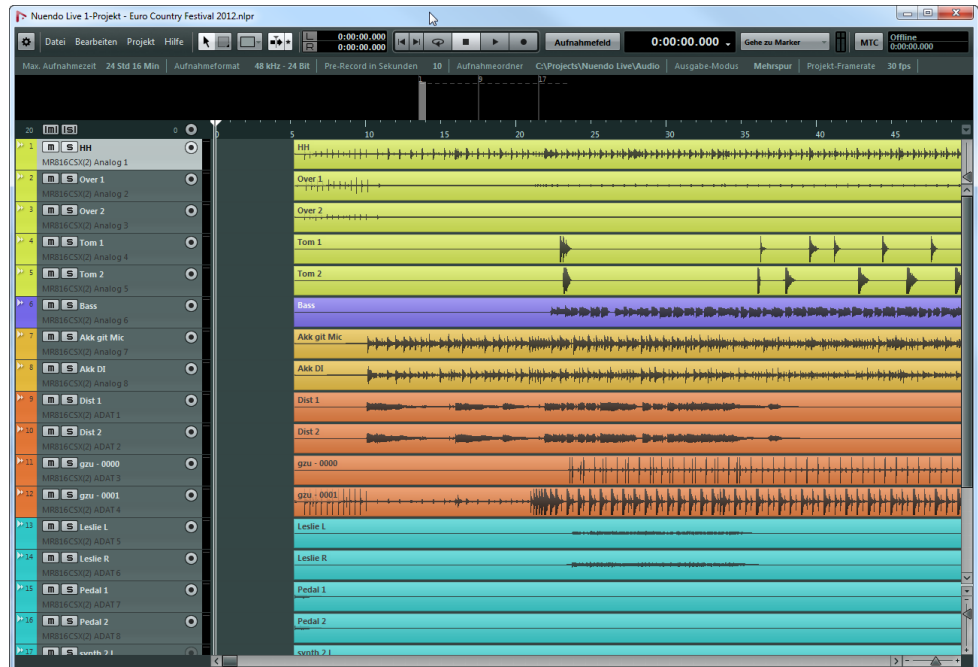 Nuendo Live 1-Projekt - Euro Country Festival 2012.nlpr
Datei Bearbeiten Projekt Hilfe
L 0:00:00.000
R 0:00:00.000
Aufnahmefeld
0:00:00.000
Gehe zu Marker
MTC
Offline
0:00:00.000
Max. Aufnahmezeit 24 Std 16 Min
Aufnahmeformat 48 kHz - 24 Bit
Pre-Record in Sekunden 10
Aufnahmeordner C:\Projects\Nuendo Live\Audio
Ausgabe-Modus Mehrspur
Projekt-Framerate 30 fps
1 9 17
20 m S 0
0 5 10 15 20 25 30 35 40 45
1 m S HH
MR816CSX(2) Analog 1
HH
2 m S Over 1
MR816CSX(2) Analog 2
Over 1
3 m S Over 2
MR816CSX(2) Analog 3
Over 2
4 m S Tom 1
MR816CSX(2) Analog 4
Tom 1
5 m S Tom 2
MR816CSX(2) Analog 5
Tom 2
6 m S Bass
MR816CSX(2) Analog 6
Bass
7 m S Akk git Mic
MR816CSX(2) Analog 7
Akk git Mic
8 m S Akk DI
MR816CSX(2) Analog 8
Akk DI
9 m S Dist 1
MR816CSX(2) ADAT 1
Dist 1
10 m S Dist 2
MR816CSX(2) ADAT 2
Dist 2
11 m S gzu - 0000
MR816CSX(2) ADAT 3
gzu - 0000
12 m S gzu - 0001
MR816CSX(2) ADAT 4
gzu - 0001
13 m S Leslie L
MR816CSX(2) ADAT 5
Leslie L
14 m S Leslie R
MR816CSX(2) ADAT 6
Leslie R
15 m S Pedal 1
MR816CSX(2) ADAT 7
Pedal 1
16 m S Pedal 2
MR816CSX(2) ADAT 8
Pedal 2
17 m S synth 2 L
synth 2 L